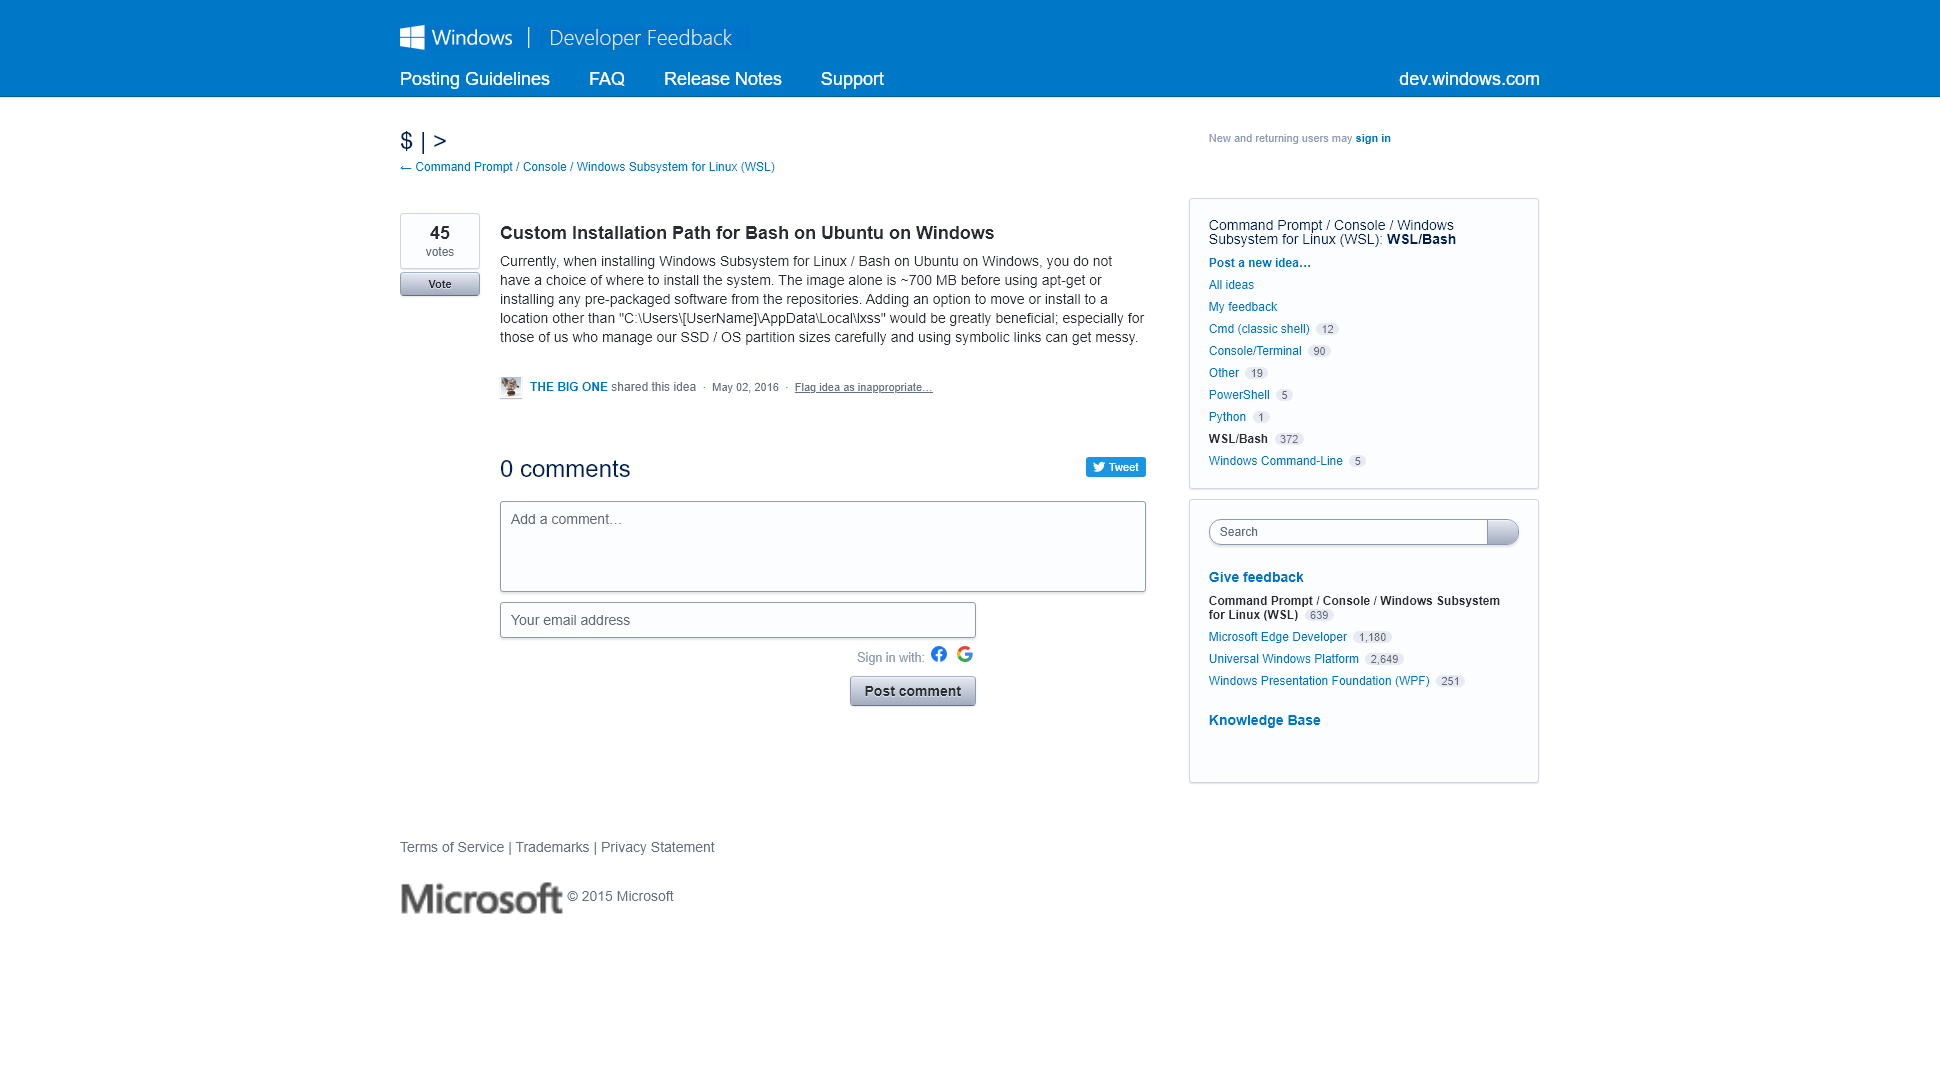 Windows | Developer Feedback
Posting Guidelines FAQ Release Notes Support dev.windows.com
$ | >
← Command Prompt / Console / Windows Subsystem for Linux (WSL)
New and returning users may sign in
45
votes
Vote
Custom Installation Path for Bash on Ubuntu on Windows
Currently, when installing Windows Subsystem for Linux / Bash on Ubuntu on Windows, you do not
have a choice of where to install the system. The image alone is ~700 MB before using apt-get or
installing any pre-packaged software from the repositories. Adding an option to move or install to a
location other than "C:\Users\[UserName]\AppData\Local\lxss" would be greatly beneficial; especially for
those of us who manage our SSD / OS partition sizes carefully and using symbolic links can get messy.
THE BIG ONE shared this idea · May 02, 2016 · Flag idea as inappropriate…
0 comments
Tweet
Add a comment…
Your email address
Sign in with:
Post comment
Command Prompt / Console / Windows
Subsystem for Linux (WSL): WSL/Bash
Post a new idea…
All ideas
My feedback
Cmd (classic shell) 12
Console/Terminal 90
Other 19
PowerShell 5
Python 1
WSL/Bash 372
Windows Command-Line 5
Search
Give feedback
Command Prompt / Console / Windows Subsystem
for Linux (WSL) 639
Microsoft Edge Developer 1,180
Universal Windows Platform 2,649
Windows Presentation Foundation (WPF) 251
Knowledge Base
Terms of Service | Trademarks | Privacy Statement
Microsoft © 2015 Microsoft